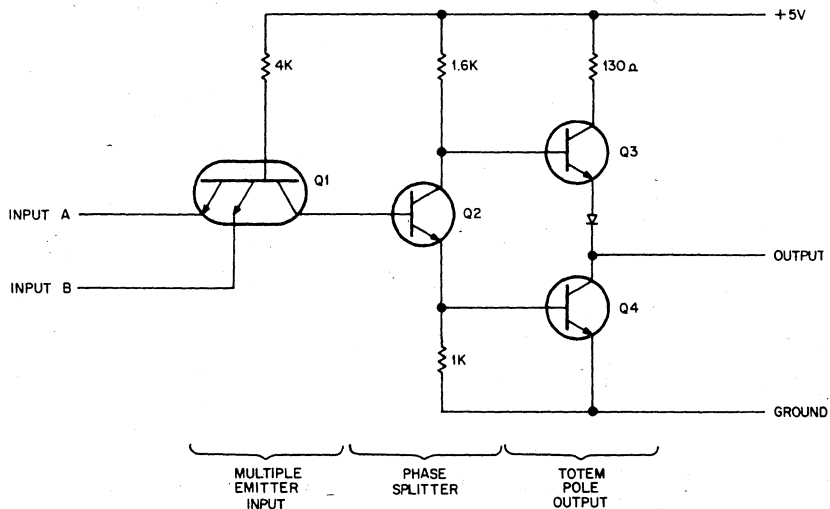 +5V
4K
1.6K
130Ω
Q1
Q3
INPUT A
Q2
OUTPUT
INPUT B
Q4
1K
GROUND
MULTIPLE
EMITTER
INPUT
PHASE
SPLITTER
TOTEM
POLE
OUTPUT